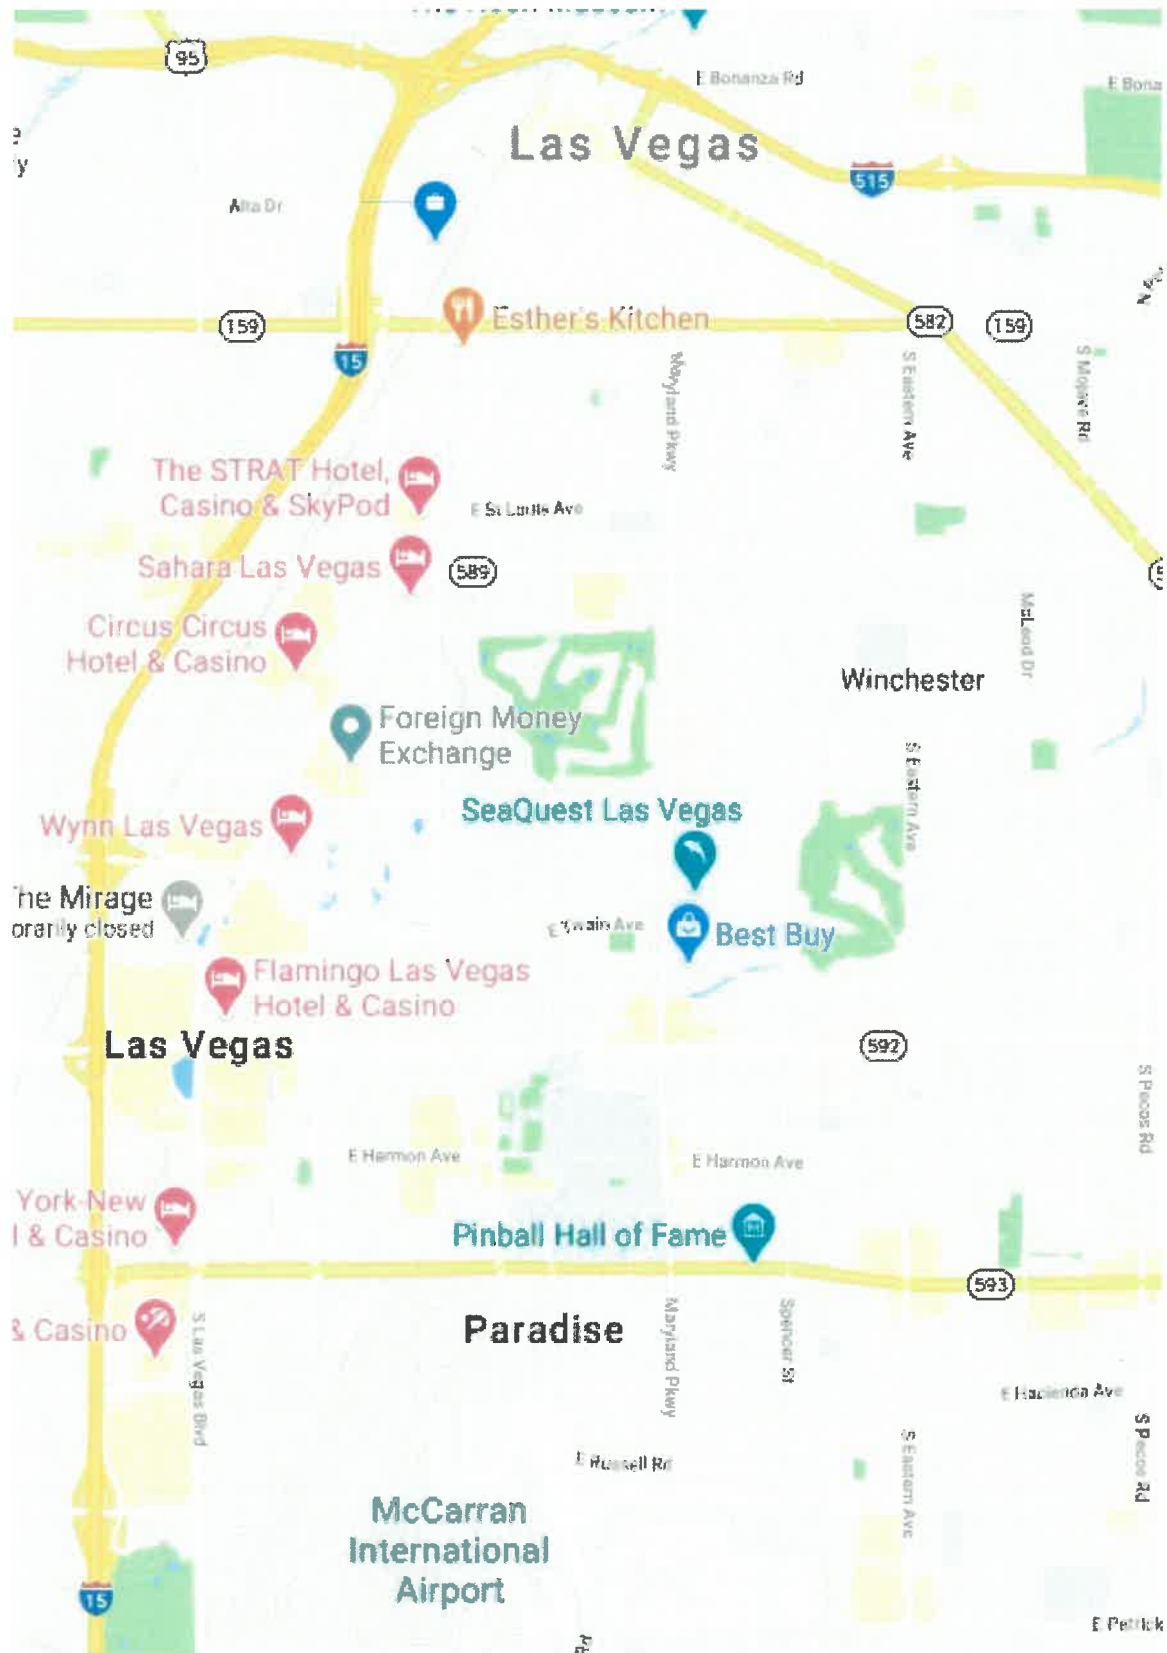 95
E Bonanza Rd
E Bona
Las Vegas
515
Alta Dr
159
Esther's Kitchen
582
159
15
Maryland Pkwy
S Eastern Ave
S Mojave Rd
The STRAT Hotel,
Casino & SkyPod
E St Louis Ave
Sahara Las Vegas
589
Circus Circus
Hotel & Casino
McLeod Dr
Winchester
Foreign Money
Exchange
S Eastern Ave
SeaQuest Las Vegas
Wynn Las Vegas
he Mirage
orarily closed
E Twain Ave
Best Buy
Flamingo Las Vegas
Hotel & Casino
Las Vegas
592
S Pecos Rd
E Harmon Ave
E Harmon Ave
York-New
l & Casino
Pinball Hall of Fame
593
& Casino
S Las Vegas Blvd
Paradise
Maryland Pkwy
Spencer St
E Hacienda Ave
S Pecos Rd
E Russell Rd
S Eastern Ave
McCarran
International
Airport
15
E Patrick
Rd